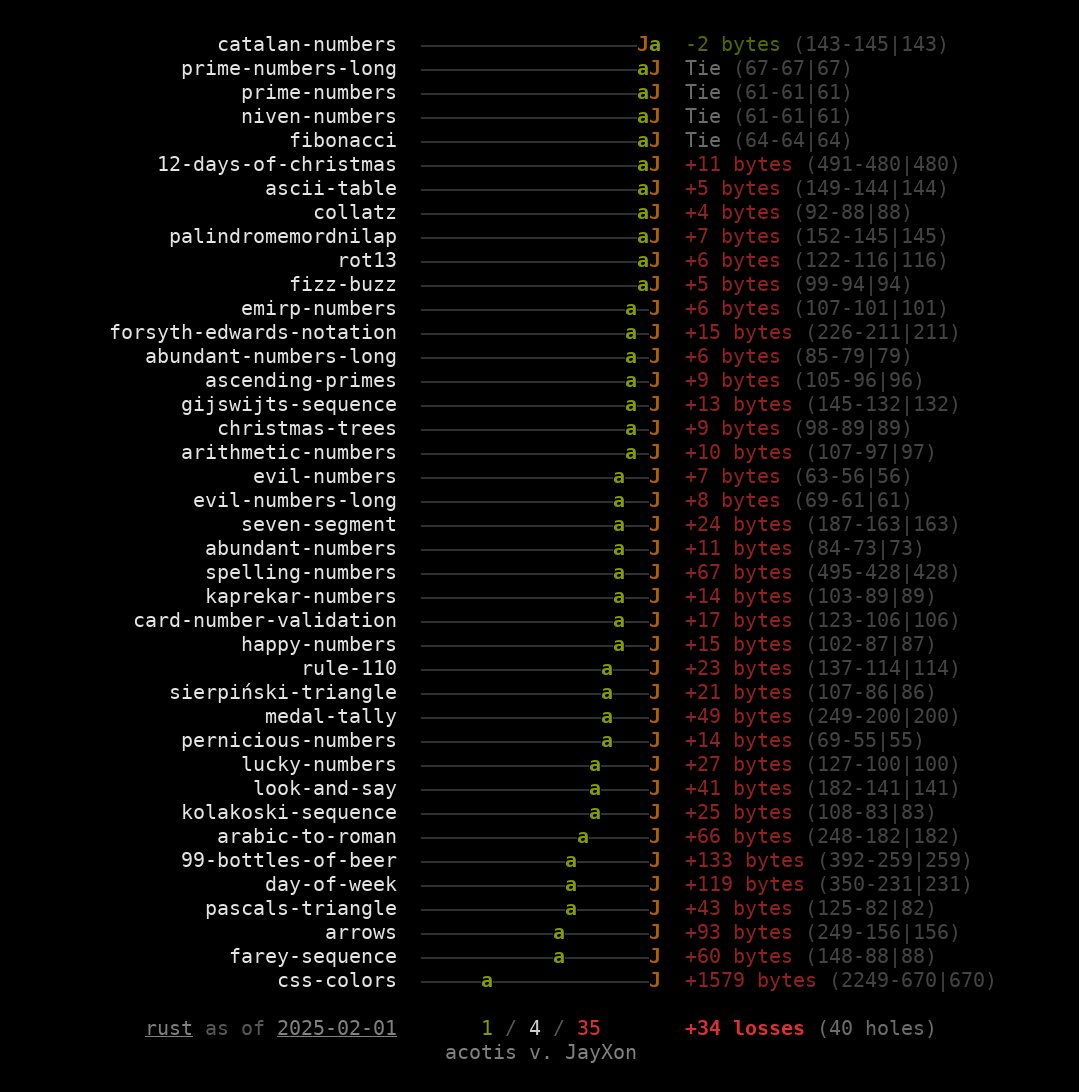 catalan-numbers Ja -2 bytes (143-145|143)
prime-numbers-long aJ Tie (67-67|67)
prime-numbers aJ Tie (61-61|61)
niven-numbers aJ Tie (61-61|61)
fibonacci aJ Tie (64-64|64)
12-days-of-christmas aJ +11 bytes (491-480|480)
ascii-table aJ +5 bytes (149-144|144)
collatz aJ +4 bytes (92-88|88)
palindromemordnilap aJ +7 bytes (152-145|145)
rot13 aJ +6 bytes (122-116|116)
fizz-buzz aJ +5 bytes (99-94|94)
emirp-numbers a J +6 bytes (107-101|101)
forsyth-edwards-notation a J +15 bytes (226-211|211)
abundant-numbers-long a J +6 bytes (85-79|79)
ascending-primes a J +9 bytes (105-96|96)
gijswijts-sequence a J +13 bytes (145-132|132)
christmas-trees a J +9 bytes (98-89|89)
arithmetic-numbers a J +10 bytes (107-97|97)
evil-numbers a J +7 bytes (63-56|56)
evil-numbers-long a J +8 bytes (69-61|61)
seven-segment a J +24 bytes (187-163|163)
abundant-numbers a J +11 bytes (84-73|73)
spelling-numbers a J +67 bytes (495-428|428)
kaprekar-numbers a J +14 bytes (103-89|89)
card-number-validation a J +17 bytes (123-106|106)
happy-numbers a J +15 bytes (102-87|87)
rule-110 a J +23 bytes (137-114|114)
sierpiński-triangle a J +21 bytes (107-86|86)
medal-tally a J +49 bytes (249-200|200)
pernicious-numbers a J +14 bytes (69-55|55)
lucky-numbers a J +27 bytes (127-100|100)
look-and-say a J +41 bytes (182-141|141)
kolakoski-sequence a J +25 bytes (108-83|83)
arabic-to-roman a J +66 bytes (248-182|182)
99-bottles-of-beer a J +133 bytes (392-259|259)
day-of-week a J +119 bytes (350-231|231)
pascals-triangle a J +43 bytes (125-82|82)
arrows a J +93 bytes (249-156|156)
farey-sequence a J +60 bytes (148-88|88)
css-colors a J +1579 bytes (2249-670|670)
rust as of 2025-02-01 1 / 4 / 35 +34 losses (40 holes)
acotis v. JayXon